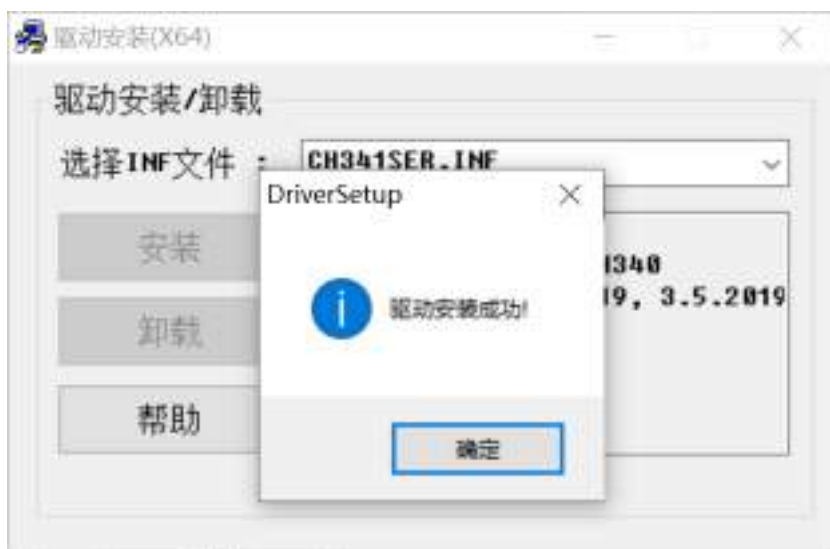 驱动安装(X64)
驱动安装/卸载
选择INF文件 :
CH341SER.INF
DriverSetup
安装
卸载
帮助
驱动安装成功!
确定
I340
19, 3.5.2019